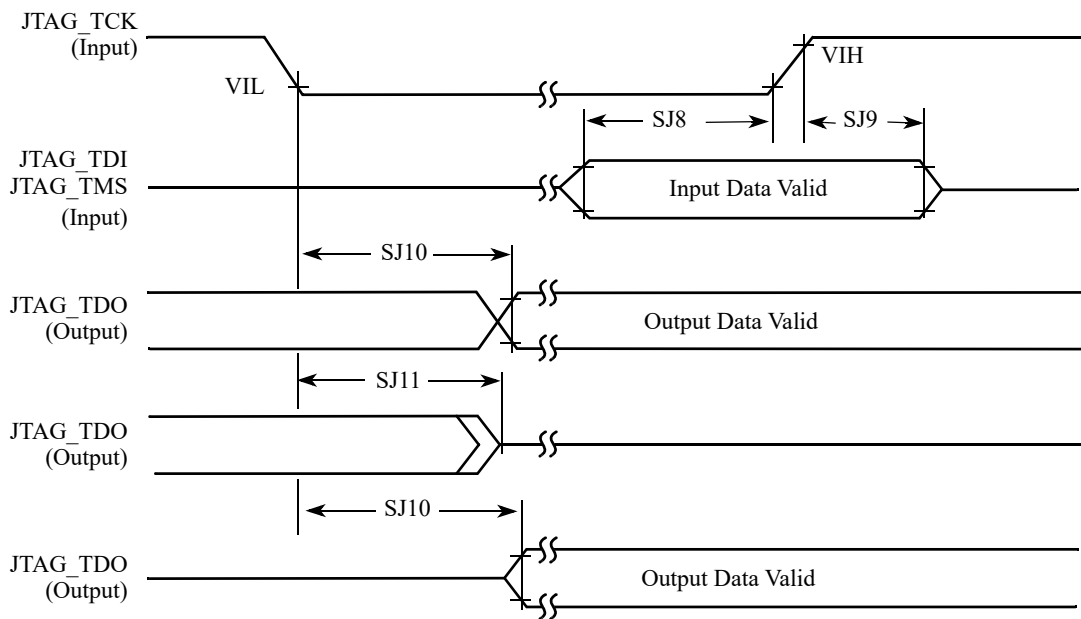 JTAG_TCK
(Input)
VIL
VIH
SJ8
SJ9
JTAG_TDI
JTAG_TMS
(Input)
Input Data Valid
SJ10
JTAG_TDO
(Output)
Output Data Valid
SJ11
JTAG_TDO
(Output)
SJ10
JTAG_TDO
(Output)
Output Data Valid